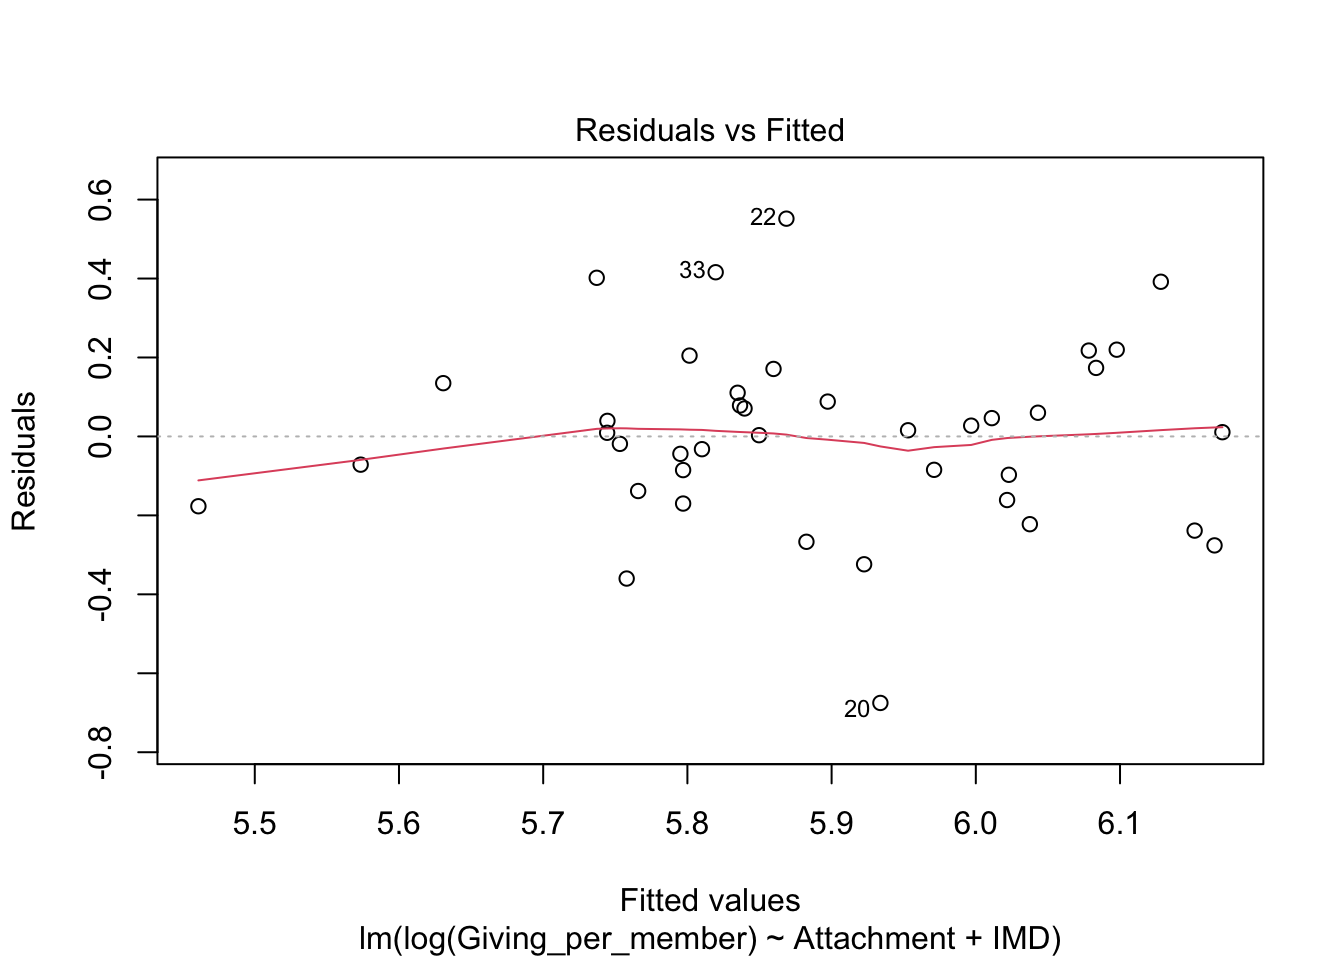 Residuals vs Fitted
0.6
0.4
0.2
0.0
-0.4
-0.8
Residuals
22
33
20
5.5 5.6 5.7 5.8 5.9 6.0 6.1
Fitted values
lm(log(Giving_per_member) ~ Attachment + IMD)